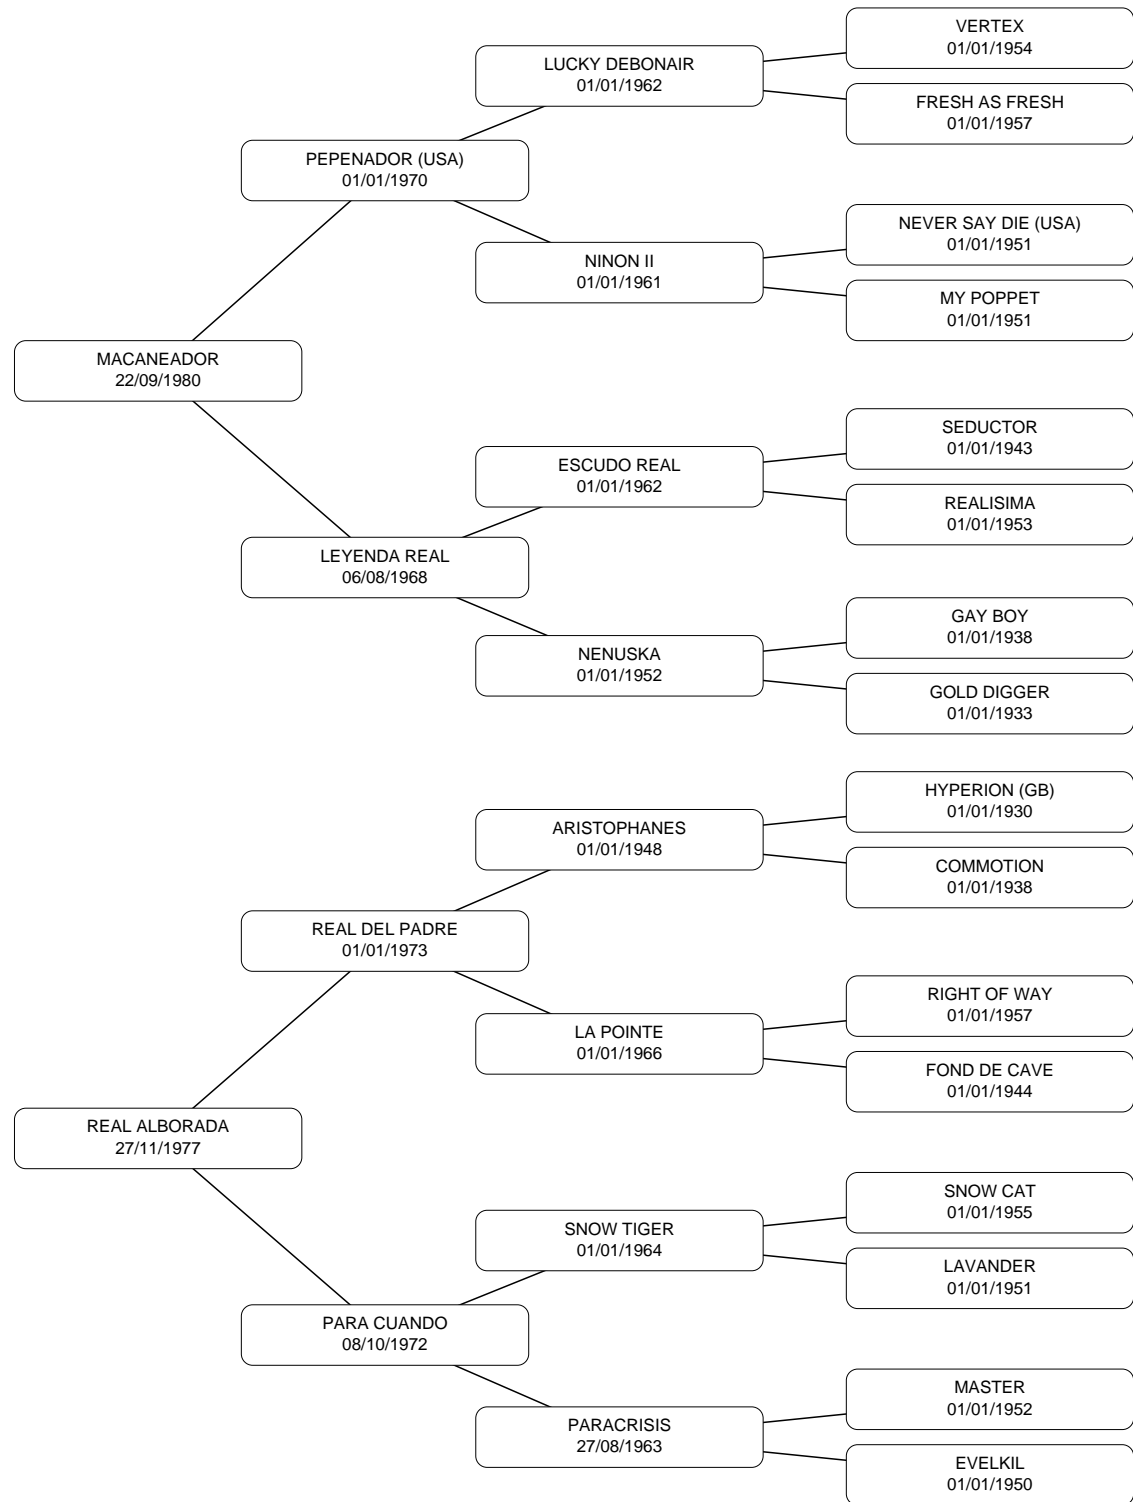 VERTEX
01/01/1954
LUCKY DEBONAIR
01/01/1962
FRESH AS FRESH
01/01/1957
PEPENADOR (USA)
01/01/1970
NEVER SAY DIE (USA)
01/01/1951
NINON II
01/01/1961
MY POPPET
01/01/1951
MACANEADOR
22/09/1980
SEDUCTOR
01/01/1943
ESCUDO REAL
01/01/1962
REALISIMA
01/01/1953
LEYENDA REAL
06/08/1968
GAY BOY
01/01/1938
NENUSKA
01/01/1952
GOLD DIGGER
01/01/1933
HYPERION (GB)
01/01/1930
ARISTOPHANES
01/01/1948
COMMOTION
01/01/1938
REAL DEL PADRE
01/01/1973
RIGHT OF WAY
01/01/1957
LA POINTE
01/01/1966
FOND DE CAVE
01/01/1944
REAL ALBORADA
27/11/1977
SNOW CAT
01/01/1955
SNOW TIGER
01/01/1964
LAVANDER
01/01/1951
PARA CUANDO
08/10/1972
MASTER
01/01/1952
PARACRISIS
27/08/1963
EVELKIL
01/01/1950